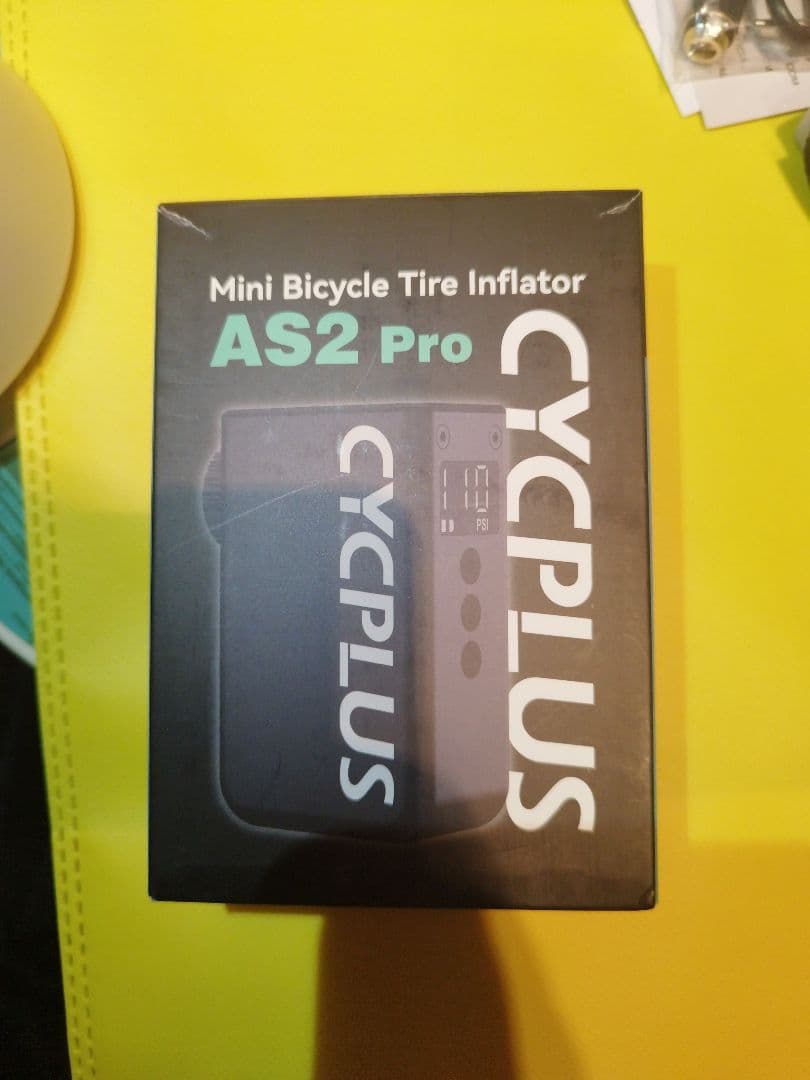 Mini Bicycle Tire Inflator
AS2 Pro
CYCPLUS
CYCPLUS
110
PSI